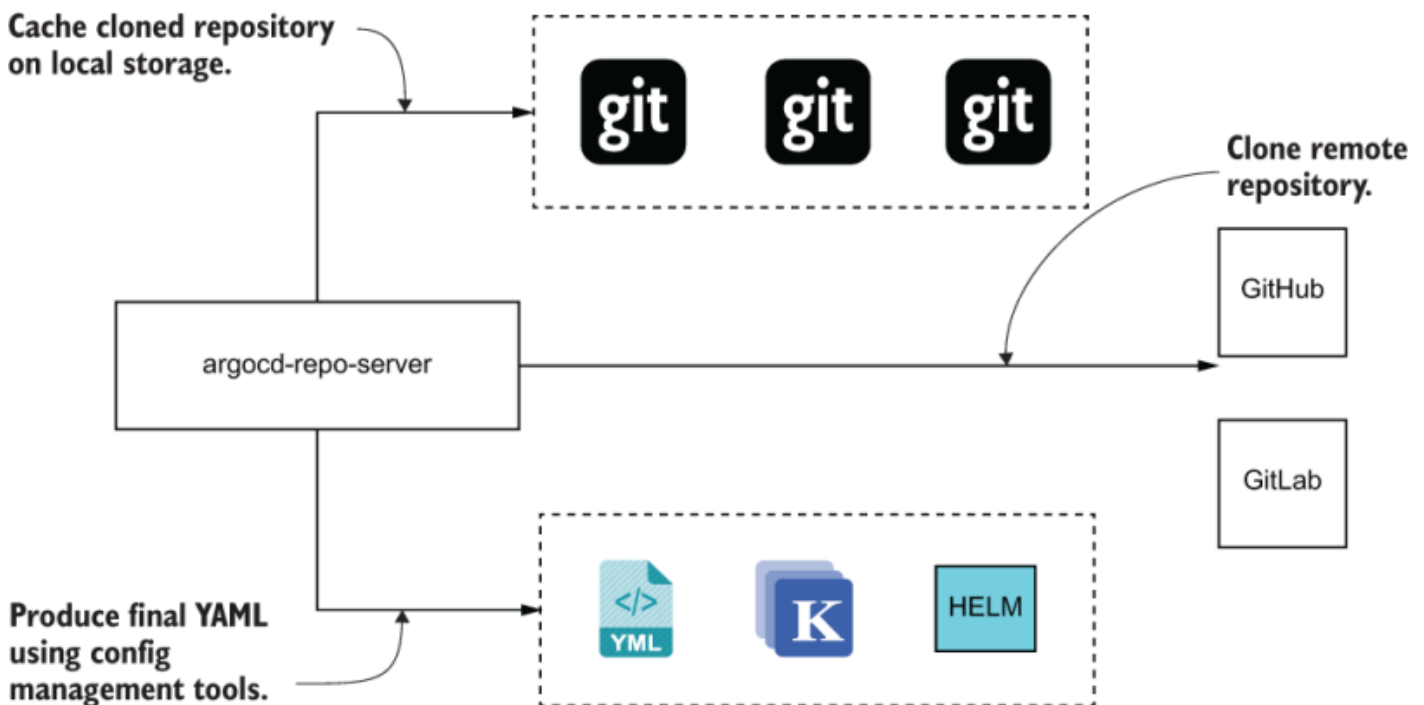 Cache cloned repository
on local storage.
git
git
git
Clone remote
repository.
GitHub
argocd-repo-server
GitLab
</>
YML
K
HELM
Produce final YAML
using config
management tools.